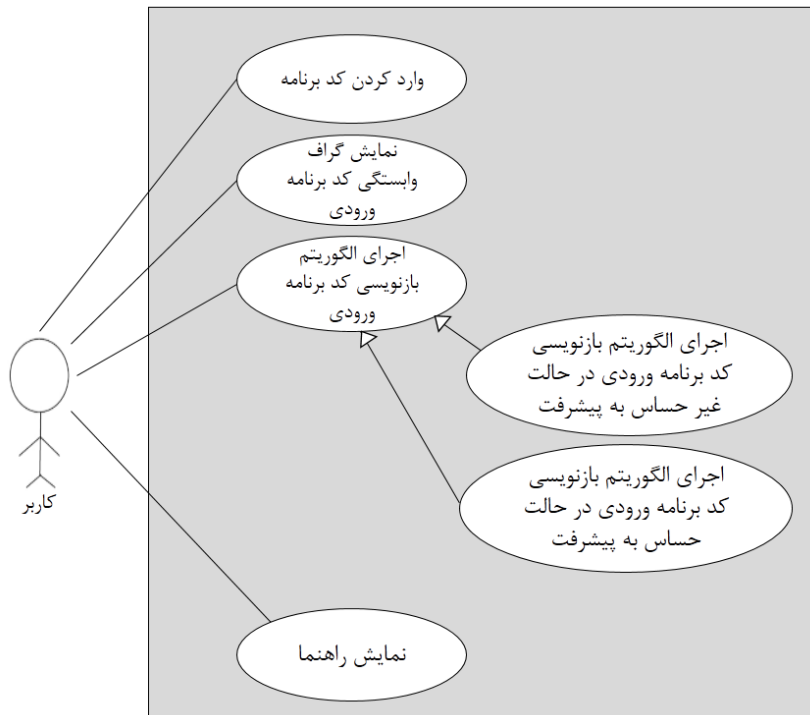 وارد کردن کد برنامه
نمایش گراف
وابستگی کد برنامه
ورودی
اجرای الگوریتم
بازنویسی کد برنامه
ورودی
اجرای الگوریتم بازنویسی
کد برنامه ورودی در حالت
غیر حساس به پیشرفت
اجرای الگوریتم بازنویسی
کد برنامه ورودی در حالت
حساس به پیشرفت
کاربر
نمایش راهنما